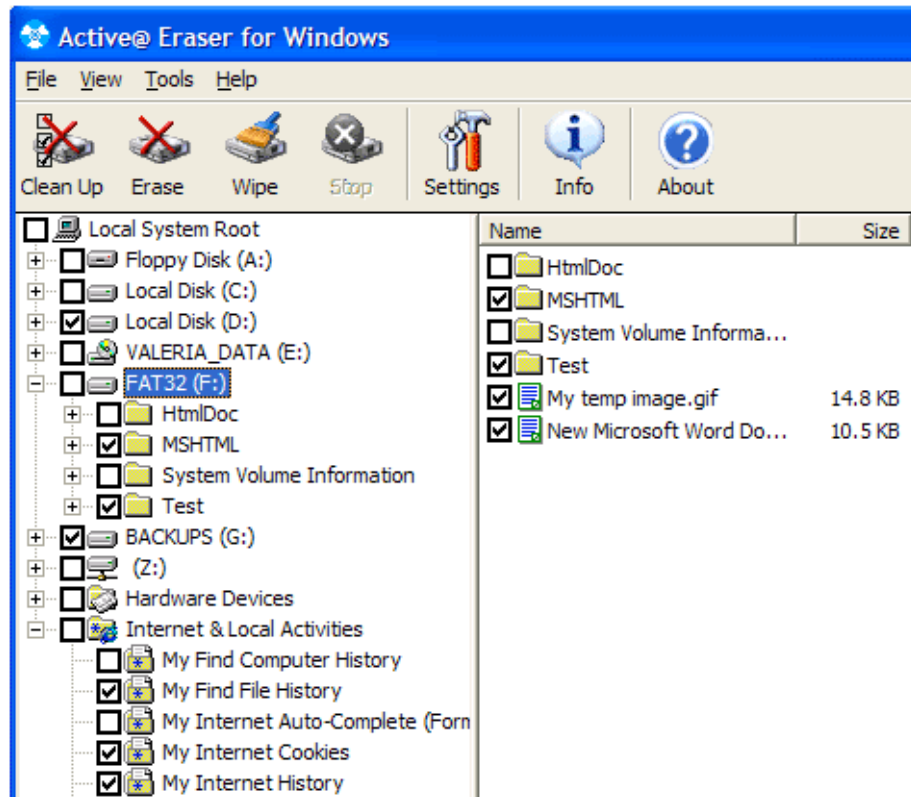 Active@ Eraser for Windows
File View Tools Help
Clean Up Erase Wipe Stop Settings Info About
Local System Root
Floppy Disk (A:)
Local Disk (C:)
Local Disk (D:)
VALERIA_DATA (E:)
FAT32 (F:)
HtmlDoc
MSHTML
System Volume Information
Test
BACKUPS (G:)
(Z:)
Hardware Devices
Internet & Local Activities
My Find Computer History
My Find File History
My Internet Auto-Complete (Form
My Internet Cookies
My Internet History
Name Size
HtmlDoc
MSHTML
System Volume Informa...
Test
My temp image.gif 14.8 KB
New Microsoft Word Do... 10.5 KB